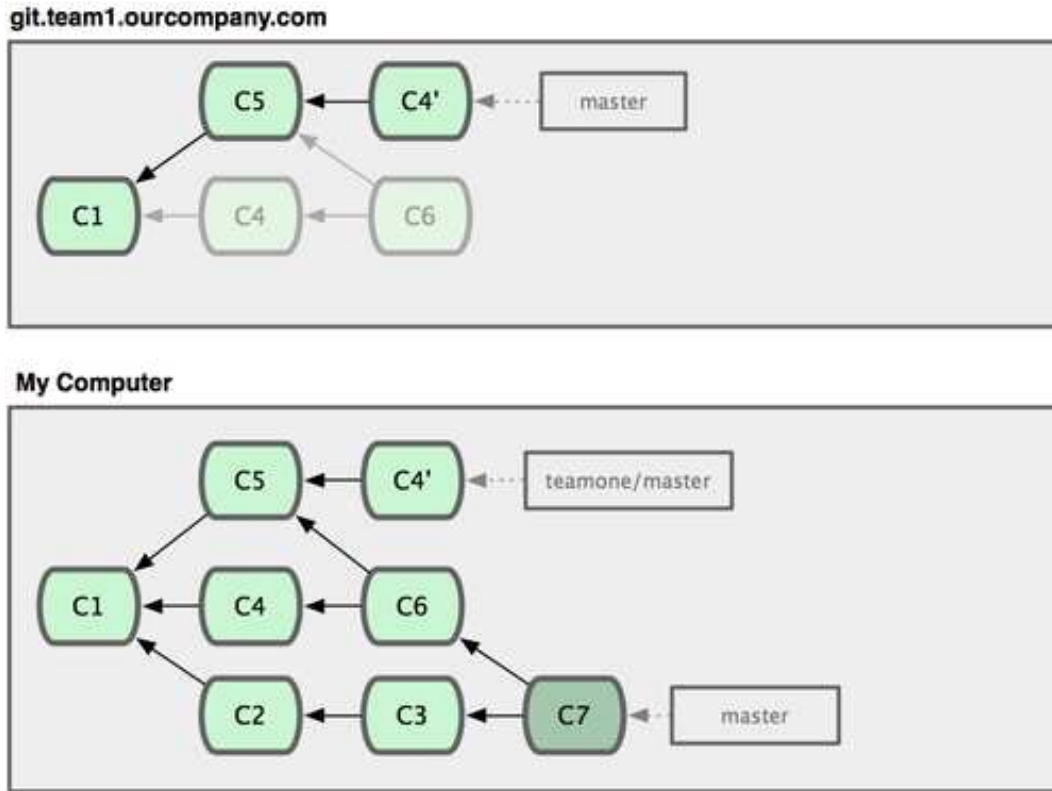 git.team1.ourcompany.com
C5 C4' master
C1 C4 C6
My Computer
C5 C4' teamone/master
C1 C4 C6
C2 C3 C7 master